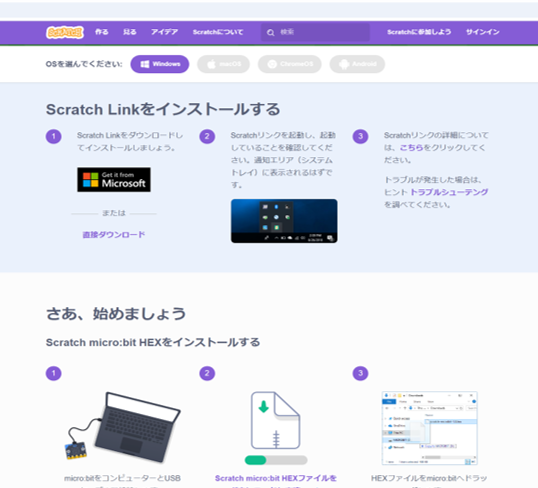 SCRATCH 作る 見る アイデア Scratchについて 検索 Scratchに参加しよう サインイン
OSを選んでください: Windows macOS ChromeOS Android
Scratch Linkをインストールする
1
Scratch Linkをダウンロードし
てインストールしましょう。
Get it from
Microsoft
または
直接ダウンロード
2
Scratchリンクを起動し、起動
していることを確認してくだ
さい。通知エリア（システム
トレイ）に表示されるはずで
す。
3
Scratchリンクの詳細について
は、こちらをクリックしてくだ
さい。
トラブルが発生した場合は、
ヒント トラブルシューテング
を調べてください。
さあ、始めましょう
Scratch micro:bit HEXをインストールする
1
micro:bitをコンピューターとUSB
2
Scratch micro:bit HEXファイルを
3
HEXファイルをmicro:bitへドラッ